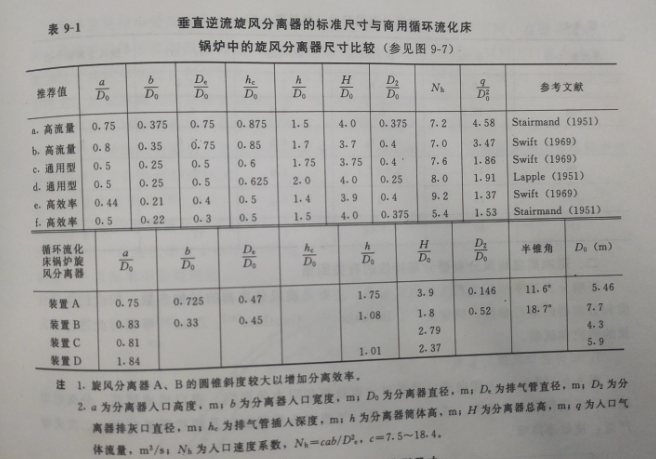 表 9-1 垂直逆流旋风分离器的标准尺寸与商用循环流化床
锅炉中的旋风分离器尺寸比较（参见图 9-7）
推荐值 a/D₀ b/D₀ Dₑ/D₀ h_c/D₀ h/D₀ H/D₀ D₂/D₀ N_h q/D₀² 参考文献
a. 高流量 0.75 0.375 0.75 0.875 1.5 4.0 0.375 7.2 4.58 Stairmand (1951)
b. 高流量 0.8 0.35 0.75 0.85 1.7 3.7 0.4 7.0 3.47 Swift (1969)
c. 通用型 0.5 0.25 0.5 0.6 1.75 3.75 0.4 7.6 1.86 Swift (1969)
d. 通用型 0.5 0.25 0.5 0.625 2.0 4.0 0.25 8.0 1.91 Lapple (1951)
e. 高效率 0.44 0.21 0.4 0.5 1.4 3.9 0.4 9.2 1.37 Swift (1969)
f. 高效率 0.5 0.22 0.3 0.5 1.5 4.0 0.375 5.4 1.53 Stairmand (1951)
循环流化床锅炉旋风分离器 a/D₀ b/D₀ Dₑ/D₀ h_c/D₀ h/D₀ H/D₀ D₂/D₀ 半锥角 D₀ (m)
装置 A 0.75 0.725 0.47 1.75 3.9 0.146 11.6° 5.46
装置 B 0.83 0.33 0.45 1.08 1.8 0.52 18.7° 7.7
装置 C 0.81 2.79 4.3
装置 D 1.84 1.01 2.37 5.9
注 1. 旋风分离器 A、B 的圆锥斜度较大以增加分离效率。
2. a 为分离器入口高度，m；b 为分离器入口宽度，m；D₀ 为分离器直径，m；Dₑ 为排气管直径，m；D₂ 为分
离器排灰口直径，m；h_c 为排气管插入深度，m；h 为分离器筒体高，m；H 为分离器总高，m；q 为入口气
体流量，m³/s；N_h 为入口速度系数，N_h=cab/D²ₑ，c=7.5~18.4。